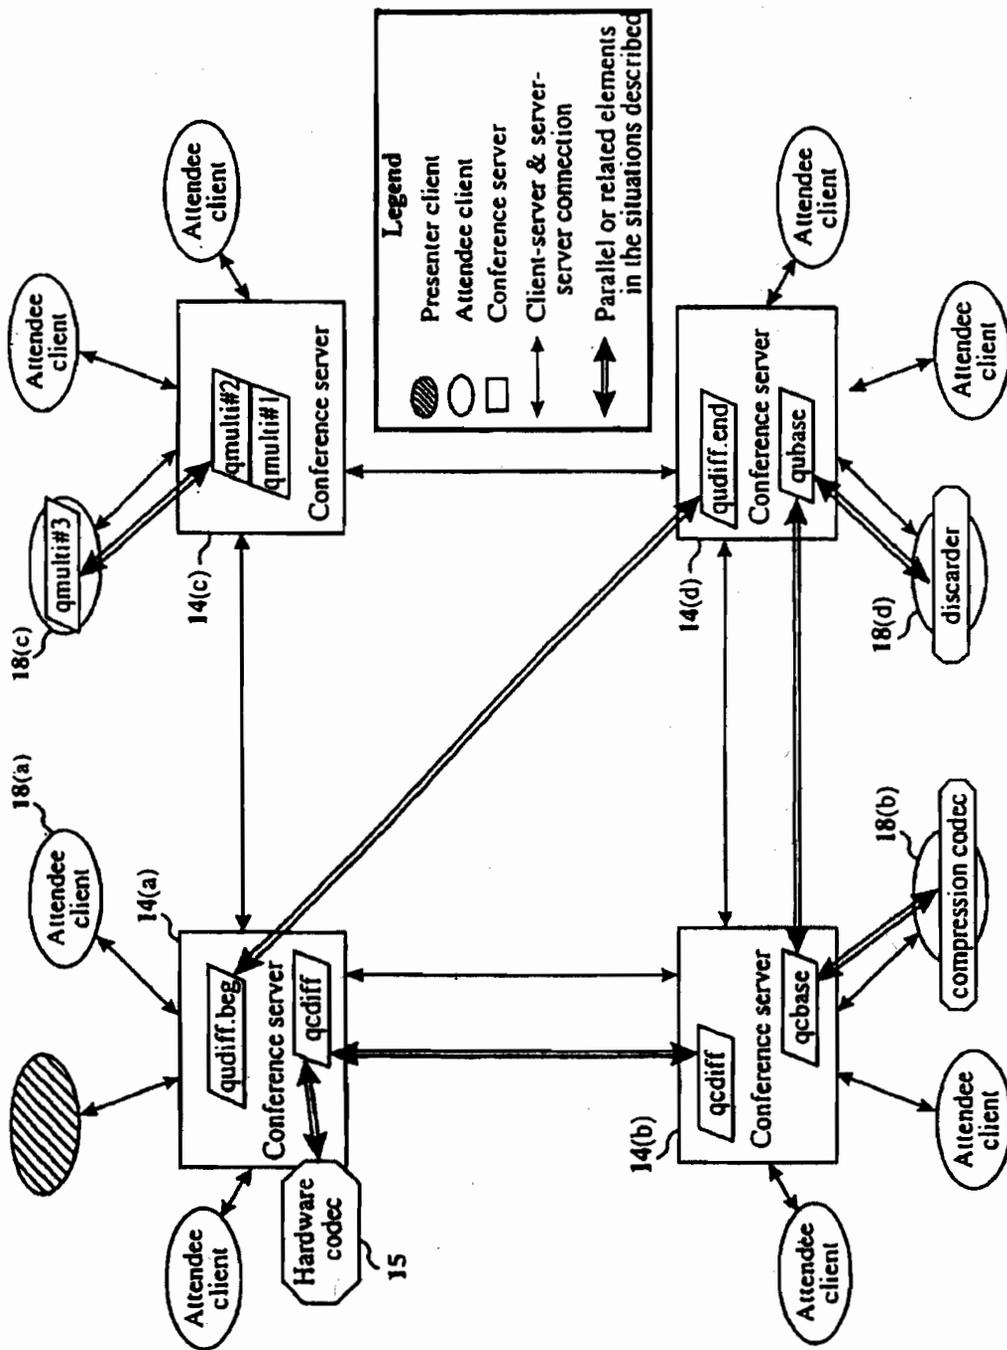 Attendee
client
18(a)
14(a)
qudiff.beg
Conference server
qcdiff
Attendee
client
Hardware
codec
15
18(c)
qmulti#3
Attendee
client
Attendee
client
qmulti#2
qmulti#1
Conference server
14(c)
Legend
Presenter client
Attendee client
Conference server
Client-server & server-
server connection
Parallel or related elements
in the situations described
14(b)
qcdiff
Conference server
qcbase
Attendee
client
Attendee
client
18(b)
compression codec
14(d)
qudiff.end
Conference server
qubase
Attendee
client
Attendee
client
18(d)
discarder